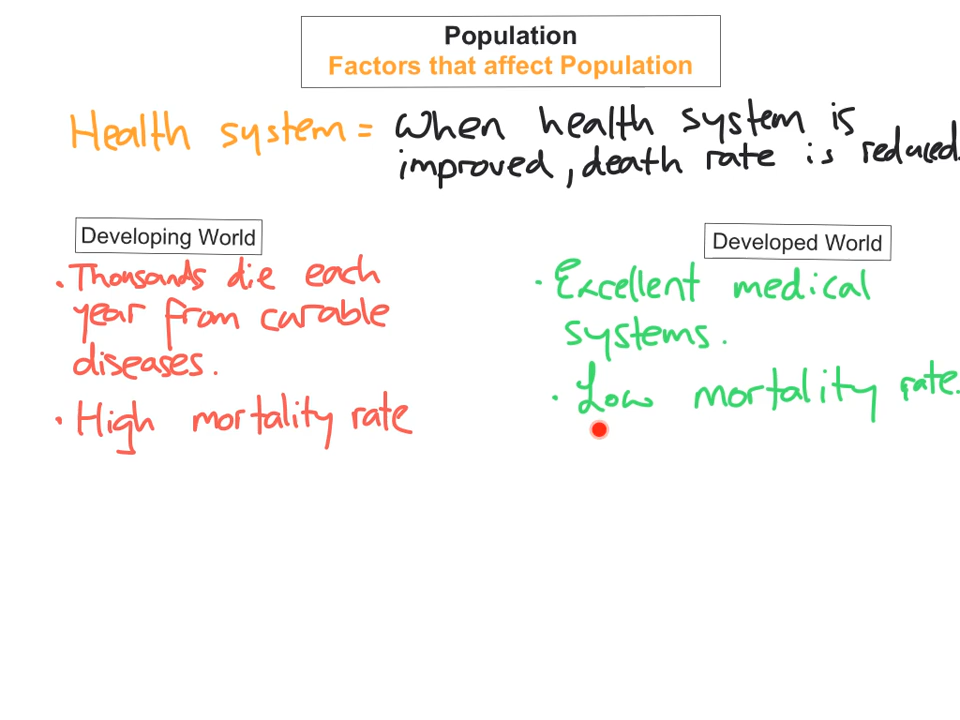 Population
Factors that affect Population
Health system = When health system is
improved, death rate is reduced.
Developing World
• Thousands die each
year from curable
diseases.
• High mortality rate
Developed World
• Excellent medical
systems.
• Low mortality rate.